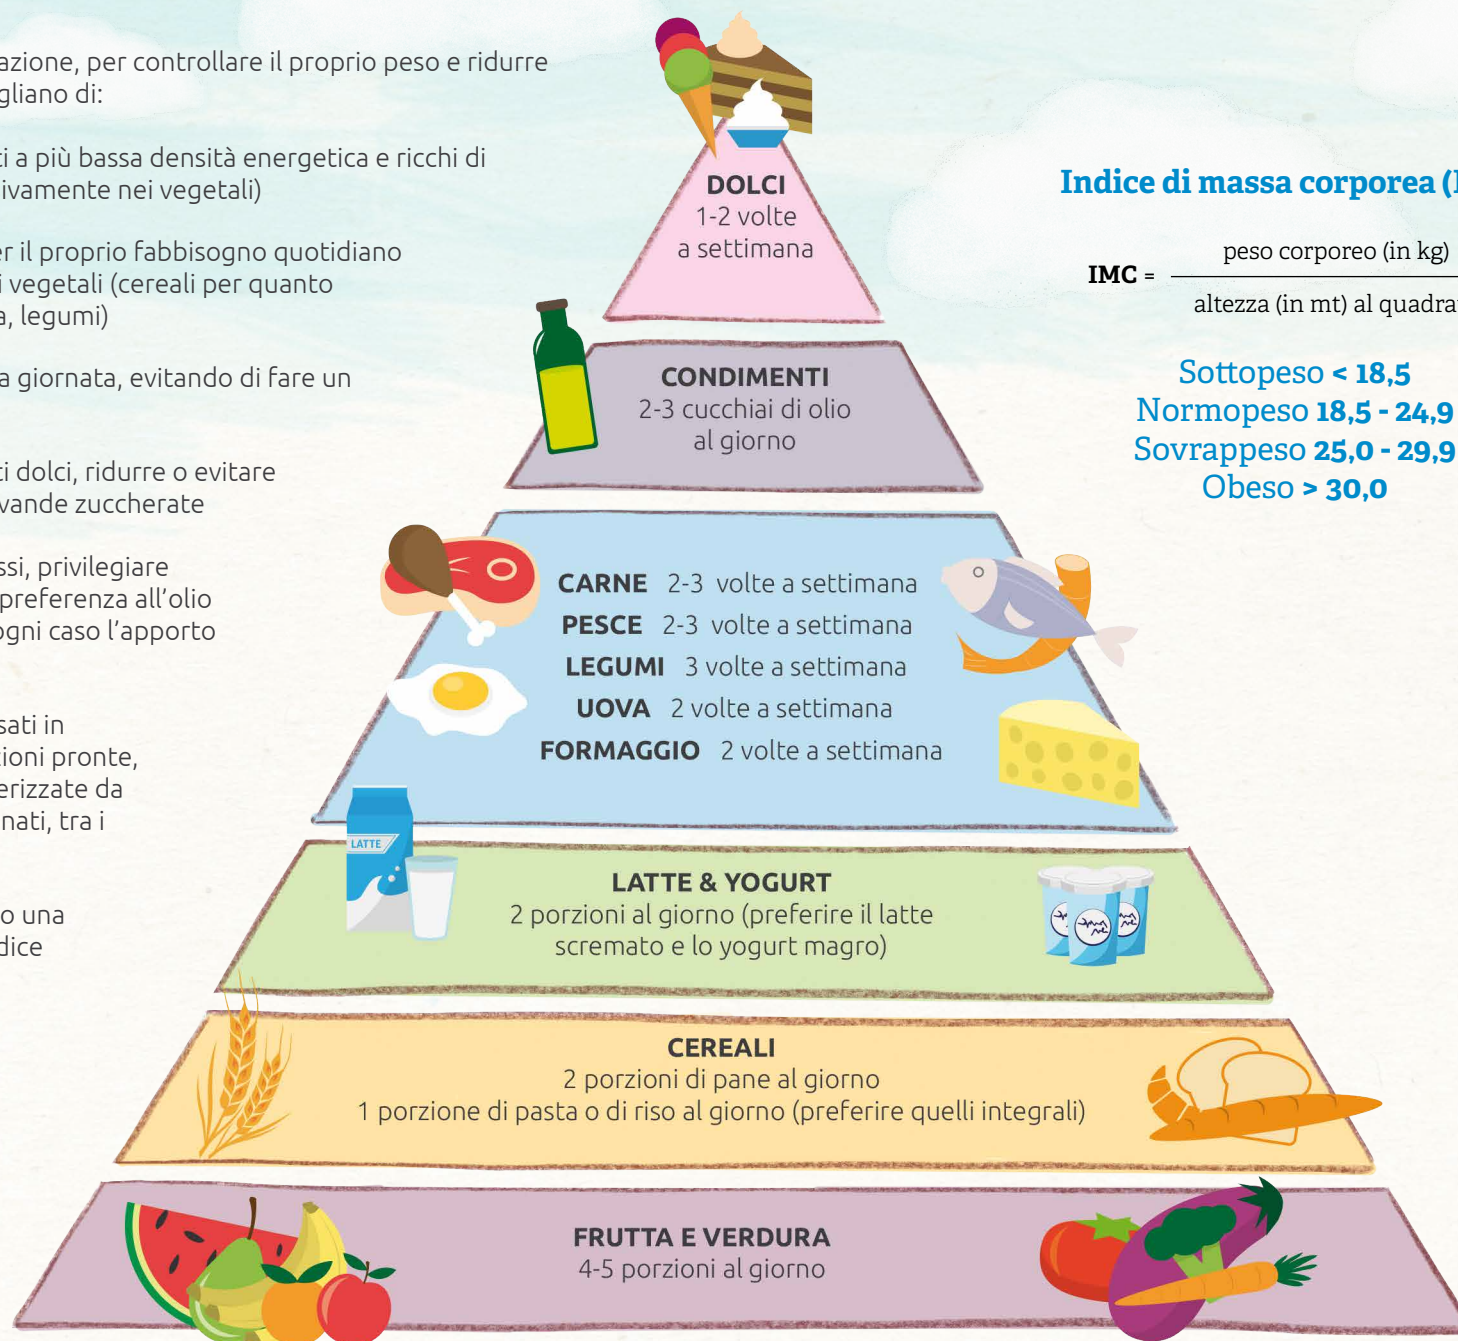 azione, per controllare il proprio peso e ridurre
gliano di:
ti a più bassa densità energetica e ricchi di
ivamente nei vegetali)
er il proprio fabbisogno quotidiano
i vegetali (cereali per quanto
a, legumi)
a giornata, evitando di fare un
ti dolci, ridurre o evitare
vande zuccherate
ssi, privilegiare
preferenza all'olio
ogni caso l'apporto
sati in
ioni pronte,
erizzate da
nati, tra i
o una
dice
DOLCI
1-2 volte
a settimana
CONDIMENTI
2-3 cucchiai di olio
al giorno
CARNE 2-3 volte a settimana
PESCE 2-3 volte a settimana
LEGUMI 3 volte a settimana
UOVA 2 volte a settimana
FORMAGGIO 2 volte a settimana
LATTE
LATTE & YOGURT
2 porzioni al giorno (preferire il latte
scremato e lo yogurt magro)
CEREALI
2 porzioni di pane al giorno
1 porzione di pasta o di riso al giorno (preferire quelli integrali)
FRUTTA E VERDURA
4-5 porzioni al giorno
Indice di massa corporea (I
IMC =
peso corporeo (in kg)
altezza (in mt) al quadra
Sottopeso < 18,5
Normopeso 18,5 - 24,9
Sovrappeso 25,0 - 29,9
Obeso > 30,0